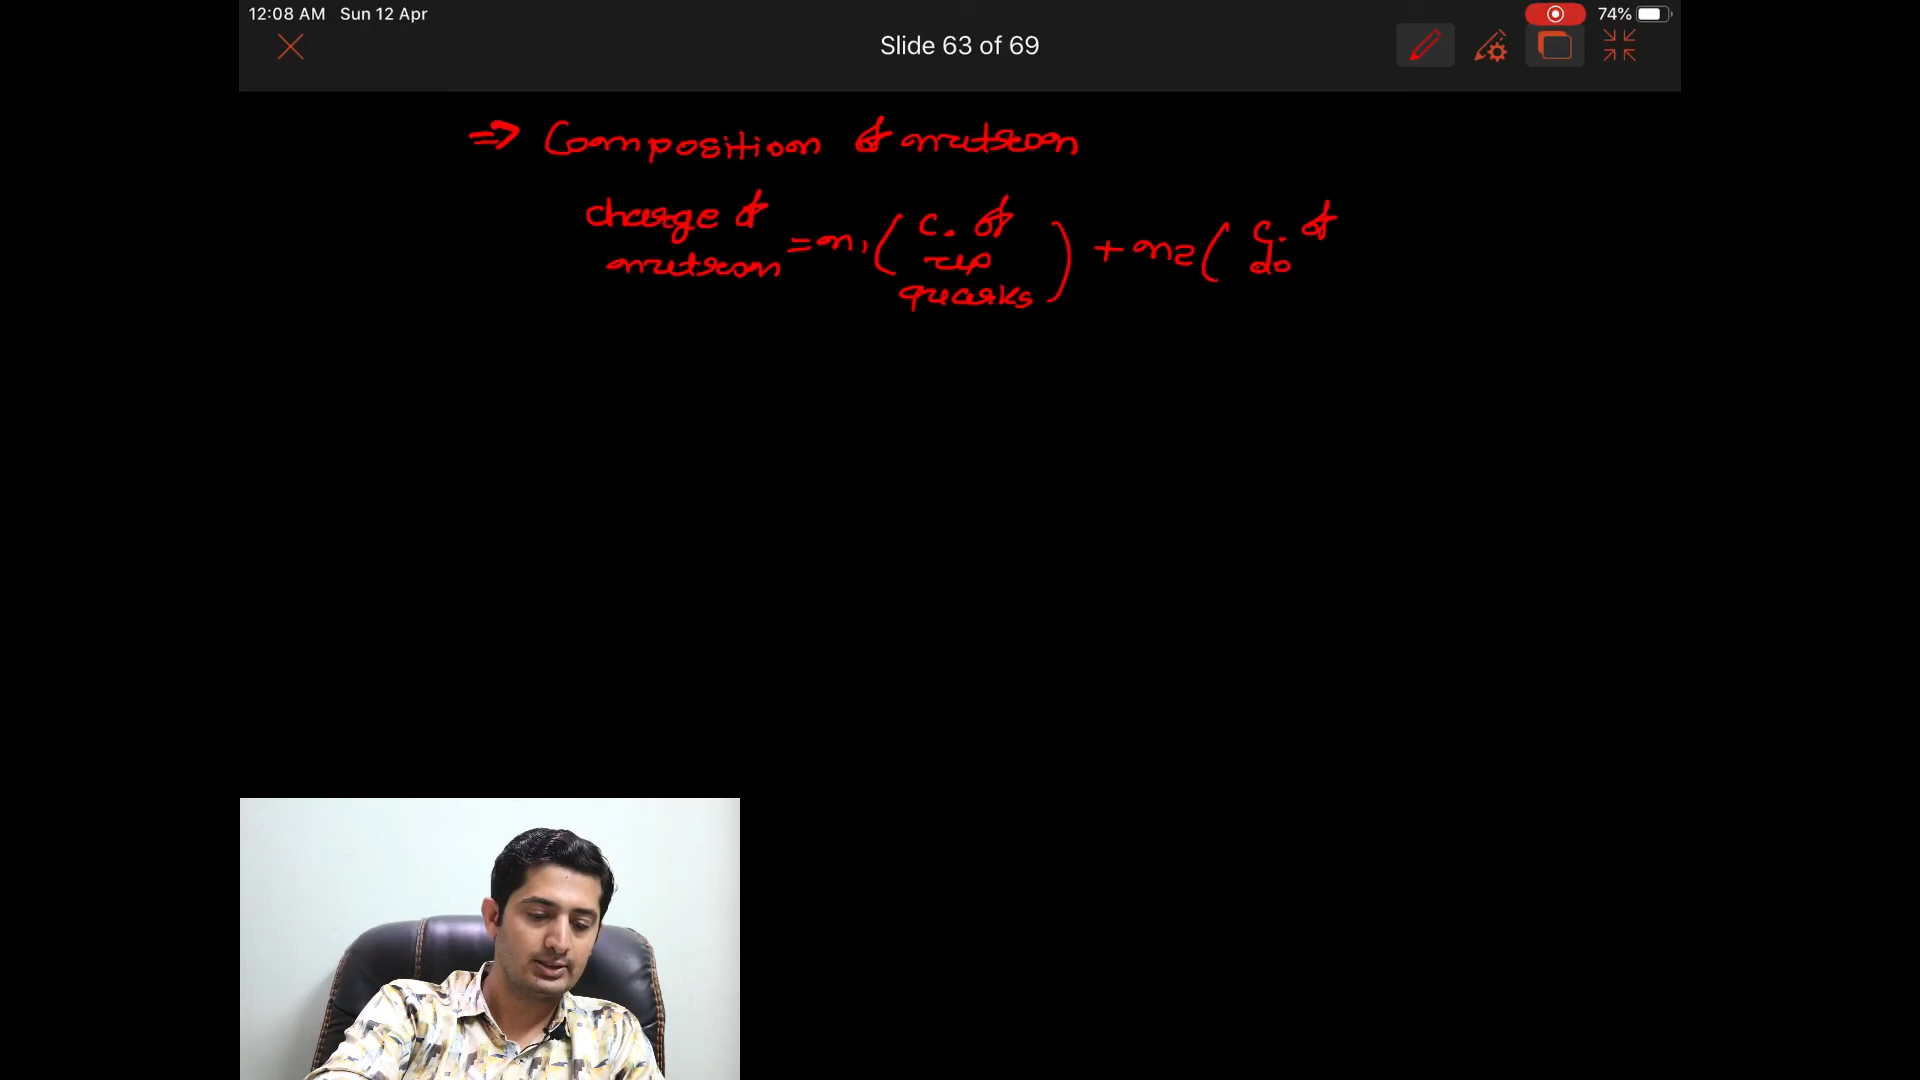 12:08 AM Sun 12 Apr 74%
Slide 63 of 69
⇒ Composition of neutron
charge of neutron = n1 ( C. of up quarks ) + n2 ( C. of do